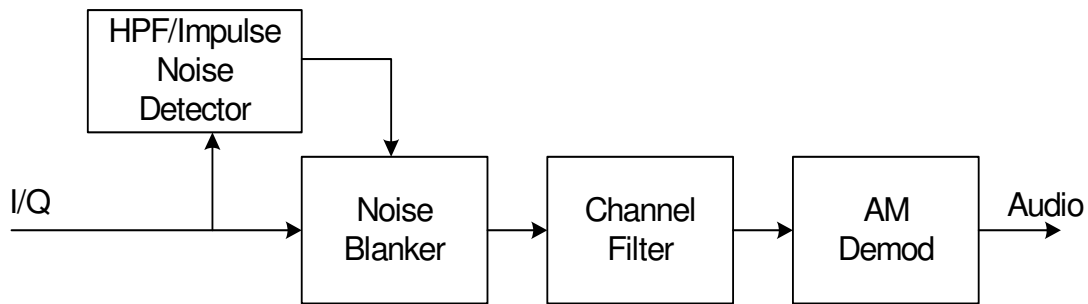 HPF/Impulse
Noise
Detector
I/Q
Noise
Blanker
Channel
Filter
AM
Demod
Audio